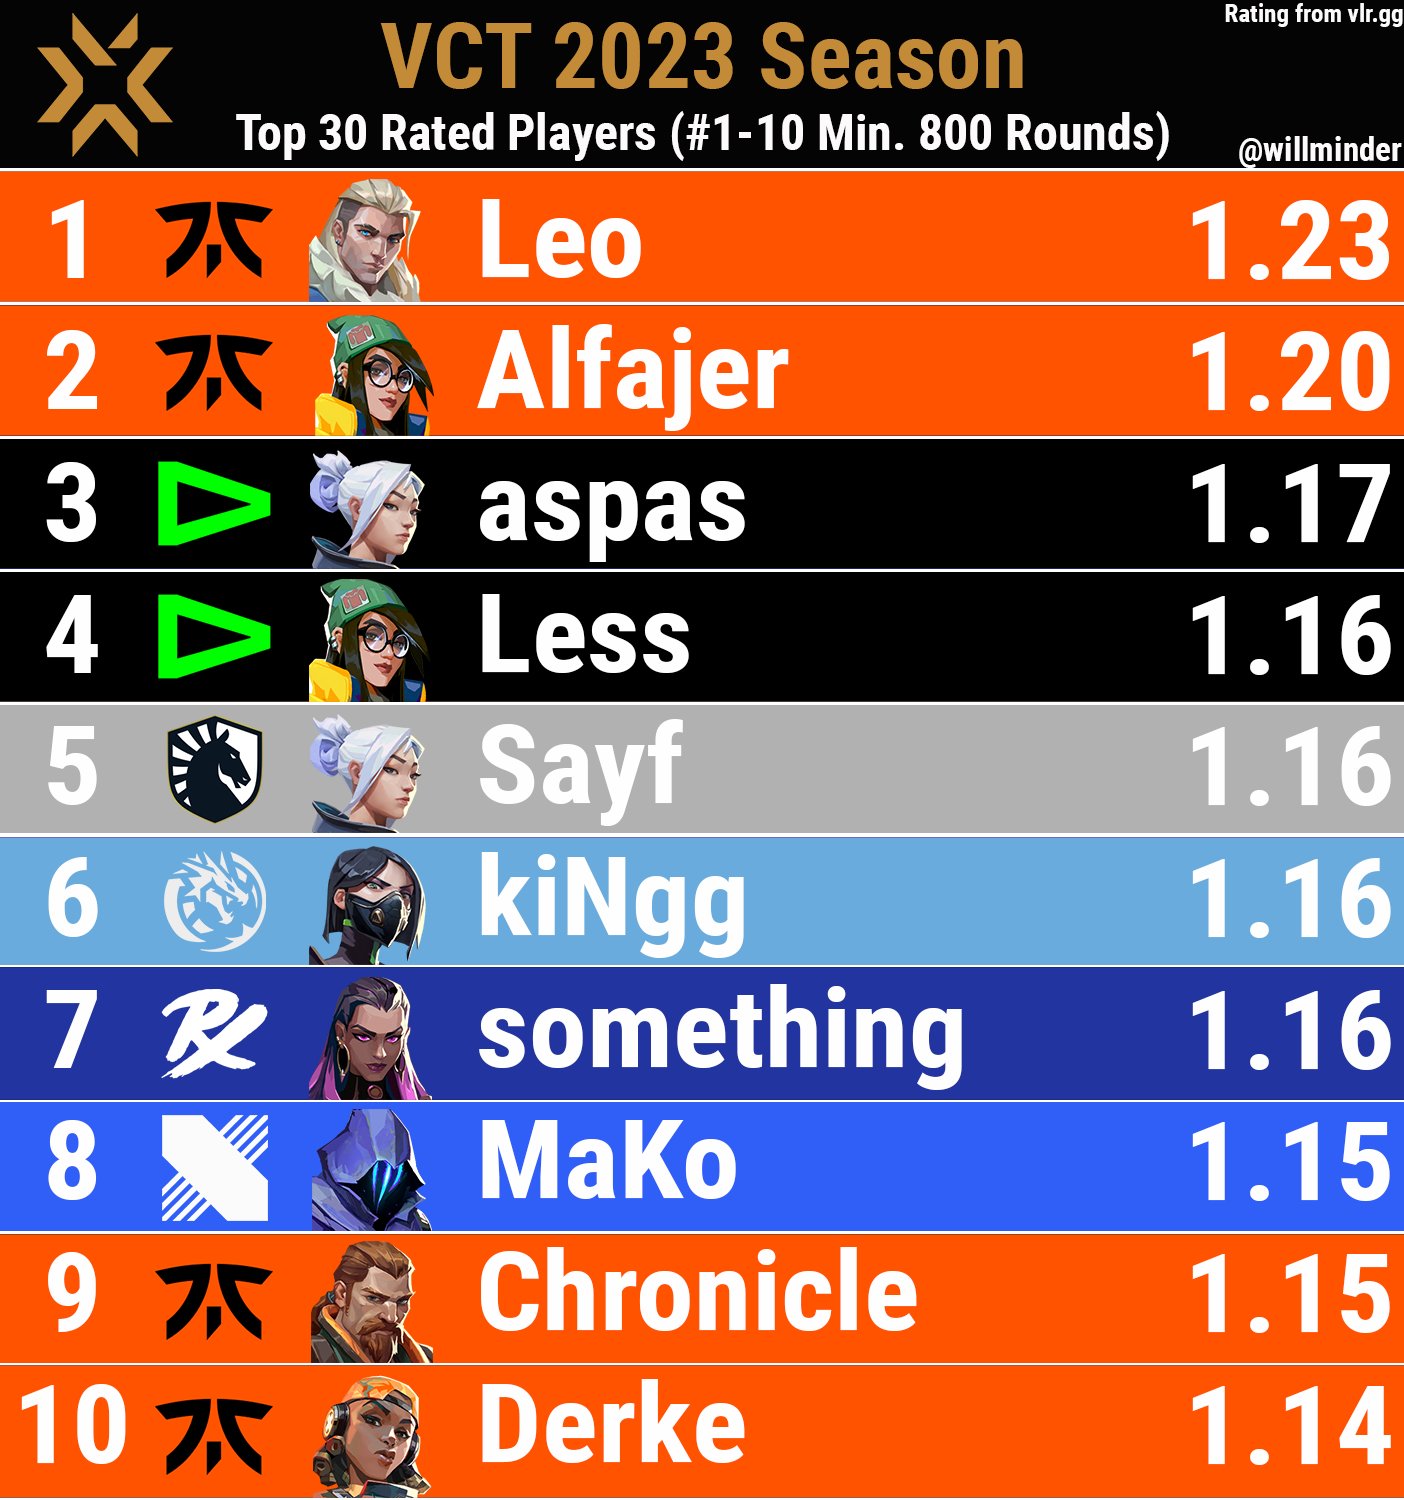 Rating from vlr.gg
VCT 2023 Season
Top 30 Rated Players (#1-10 Min. 800 Rounds)
@willminder
1 Leo 1.23
2 Alfajer 1.20
3 aspas 1.17
4 Less 1.16
5 Sayf 1.16
6 kiNgg 1.16
7 something 1.16
8 MaKo 1.15
9 Chronicle 1.15
10 Derke 1.14